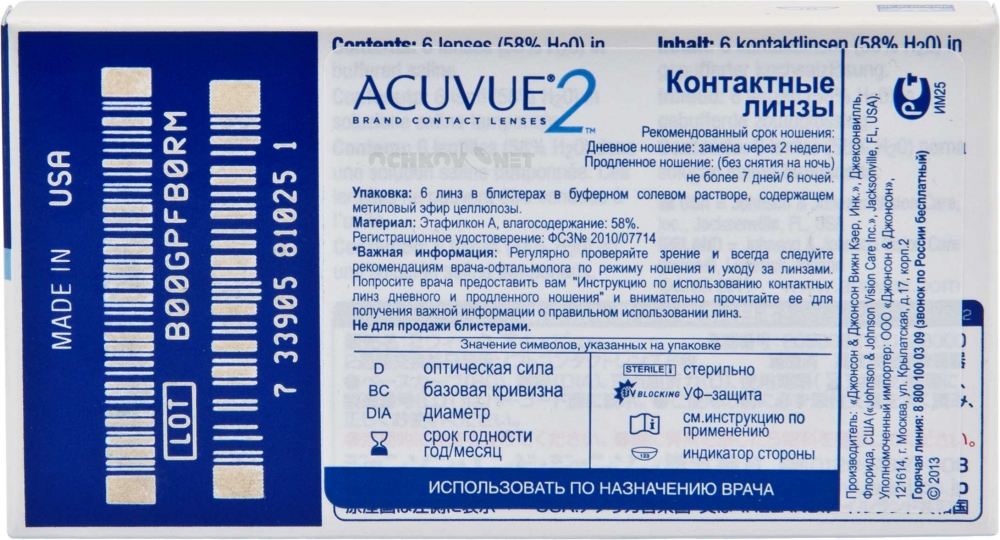 MADE IN USA
LOT
B00GPFB0RM
7 33905 81025 1
Contents: 6 lenses (58% H₂O) in
Inhalt: 6 kontaktlinsen (58% H₂O) in
ACUVUE® 2™
BRAND CONTACT LENSES
OCHKOV.NET
Контактные
линзы
Рекомендованный срок ношения:
Дневное ношение: замена через 2 недели.
Продленное ношение: (без снятия на ночь)
не более 7 дней/ 6 ночей.
Упаковка: 6 линз в блистерах в буферном солевом растворе, содержащем
метиловый эфир целлюлозы.
Материал: Этафилкон А, влагосодержание: 58%.
Регистрационное удостоверение: ФСЗ№ 2010/07714
*Важная информация: Регулярно проверяйте зрение и всегда следуйте
рекомендациям врача-офтальмолога по режиму ношения и уходу за линзами.
Попросите врача предоставить вам "Инструкцию по использованию контактных
линз дневного и продленного ношения" и внимательно прочитайте ее для
получения важной информации о правильном использовании линз.
Не для продажи блистерами.
Значение символов, указанных на упаковке
D оптическая сила
BC базовая кривизна
DIA диаметр
срок годности
год/месяц
STERILE стерильно
UV BLOCKING УФ–защита
см.инструкцию по
применению
123 индикатор стороны
ИСПОЛЬЗОВАТЬ ПО НАЗНАЧЕНИЮ ВРАЧА
РСТ
ИМ25
Производитель: «Джонсон & Джонсон Вижн Кэер, Инк.», Джексонвилль,
Флорида, США («Johnson & Johnson Vision Care Inc.», Jacksonville, FL, USA).
Уполномоченный импортер: ООО «Джонсон & Джонсон»,
121614, г. Москва, ул. Крылатская, д.17, корп.2
Горячая линия: 8 800 100 03 09 (звонок по России бесплатный)
© 2013